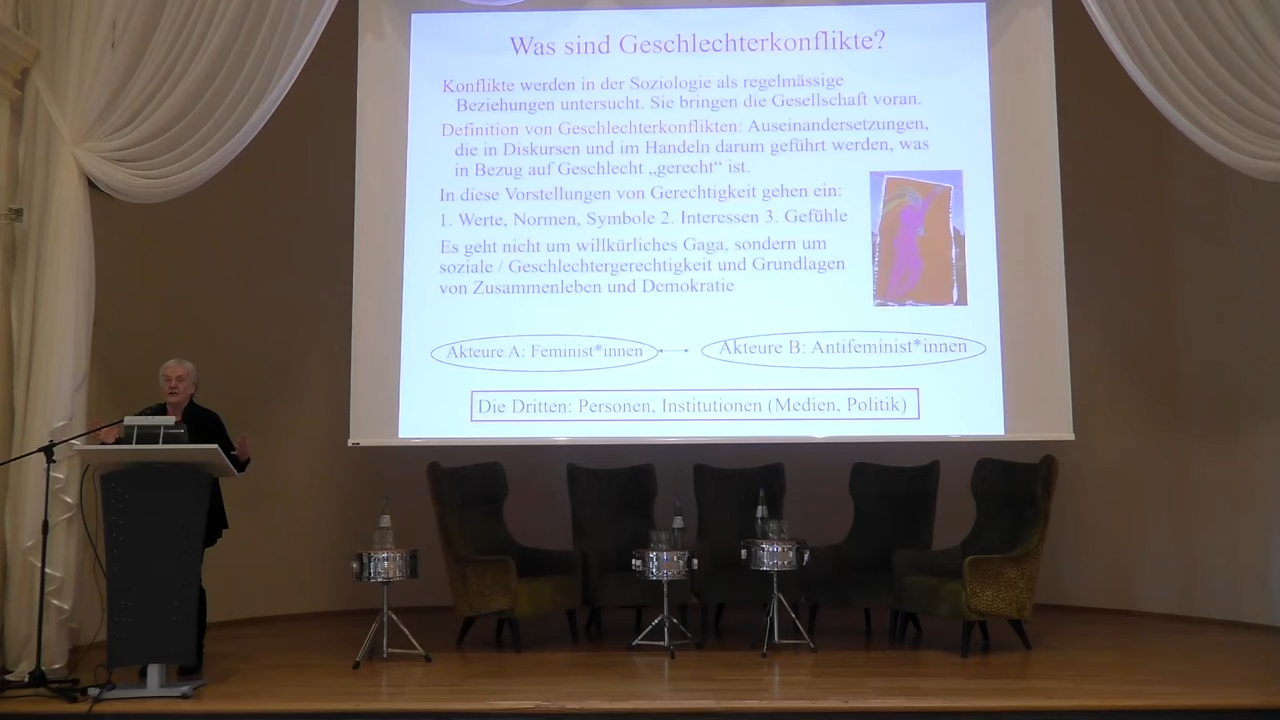 Was sind Geschlechterkonflikte?
Konflikte werden in der Soziologie als regelmässige
Beziehungen untersucht. Sie bringen die Gesellschaft voran.
Definition von Geschlechterkonflikten: Auseinandersetzungen,
die in Diskursen und im Handeln darum geführt werden, was
in Bezug auf Geschlecht „gerecht“ ist.
In diese Vorstellungen von Gerechtigkeit gehen ein:
1. Werte, Normen, Symbole 2. Interessen 3. Gefühle
Es geht nicht um willkürliches Gaga, sondern um
soziale / Geschlechtergerechtigkeit und Grundlagen
von Zusammenleben und Demokratie
Akteure A: Feminist*innen
Akteure B: Antifeminist*innen
Die Dritten: Personen, Institutionen (Medien, Politik)